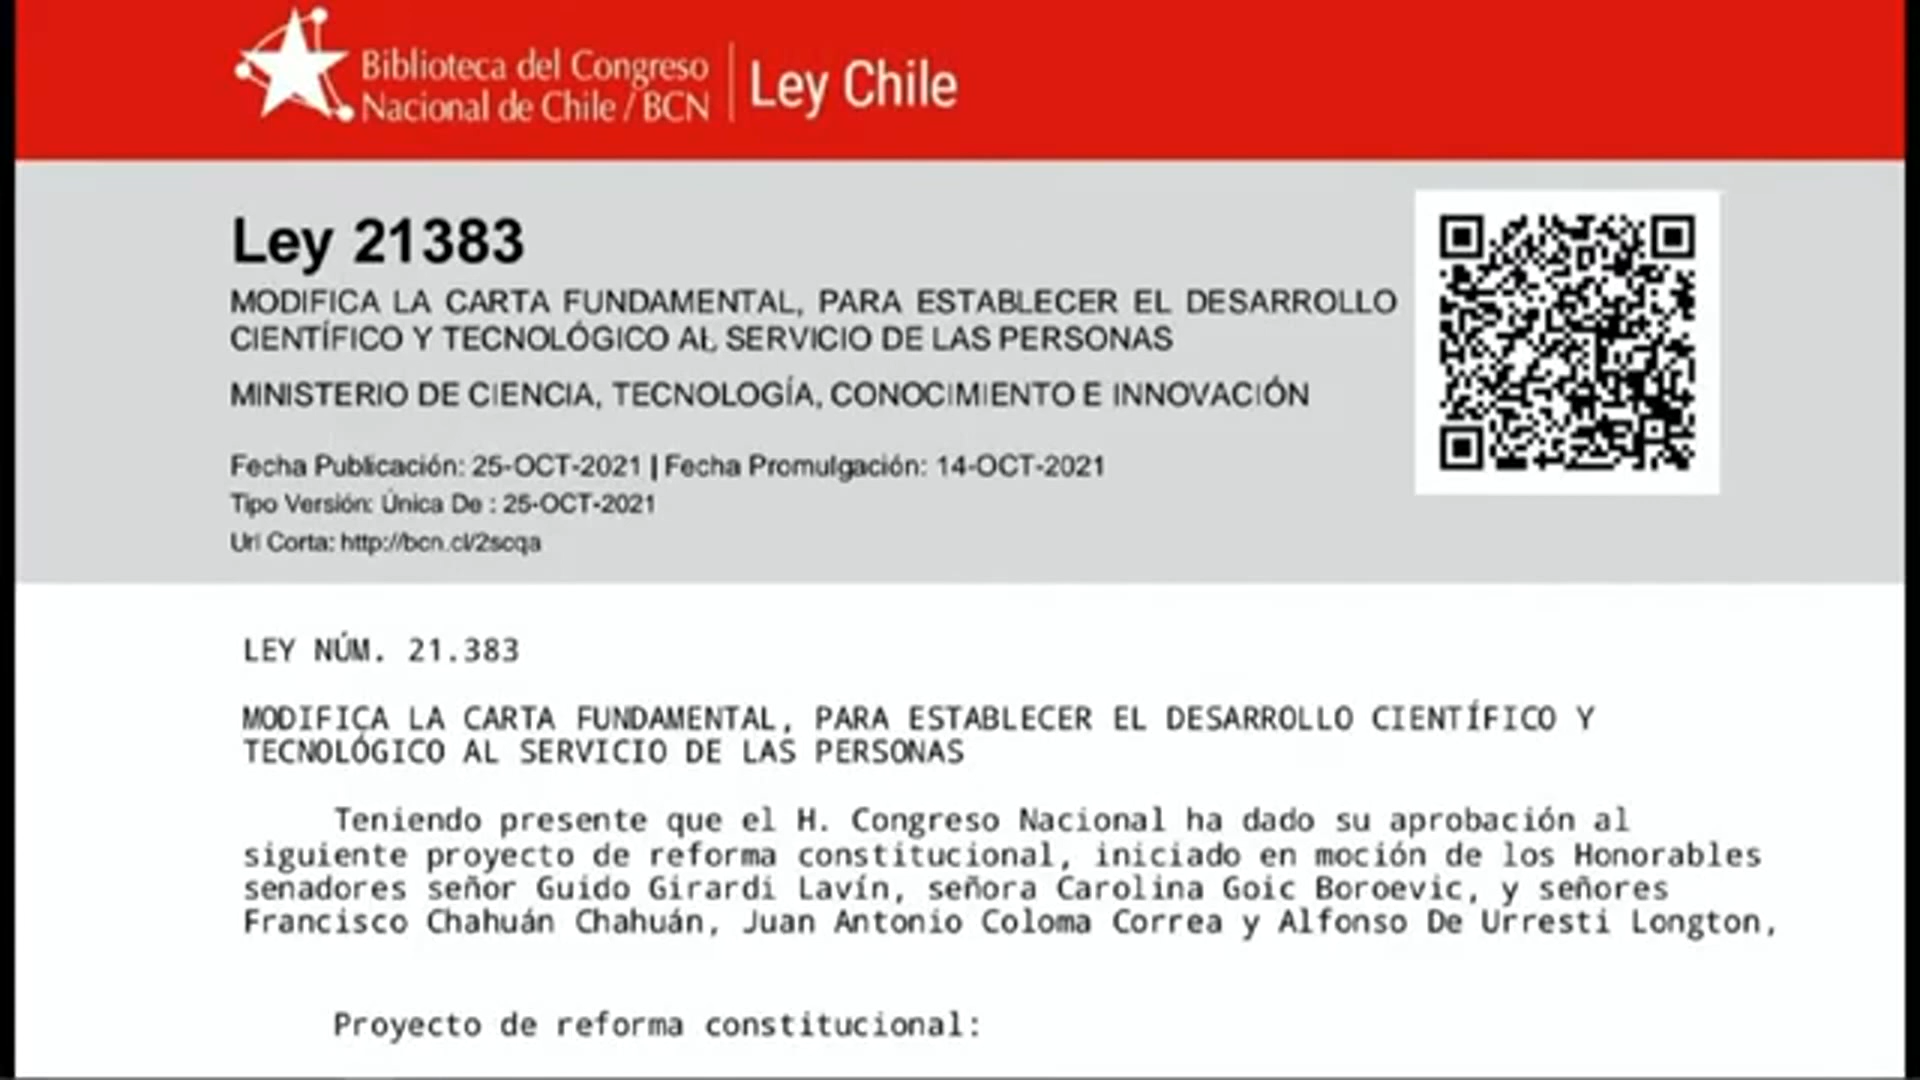 Biblioteca del Congreso
Nacional de Chile / BCN
Ley Chile
Ley 21383
MODIFICA LA CARTA FUNDAMENTAL, PARA ESTABLECER EL DESARROLLO
CIENTÍFICO Y TECNOLÓGICO AL SERVICIO DE LAS PERSONAS
MINISTERIO DE CIENCIA, TECNOLOGÍA, CONOCIMIENTO E INNOVACIÓN
Fecha Publicación: 25-OCT-2021 | Fecha Promulgación: 14-OCT-2021
Tipo Versión: Única De : 25-OCT-2021
Url Corta: http://bcn.cl/2scqa
LEY NÚM. 21.383
MODIFICA LA CARTA FUNDAMENTAL, PARA ESTABLECER EL DESARROLLO CIENTÍFICO Y
TECNOLÓGICO AL SERVICIO DE LAS PERSONAS
Teniendo presente que el H. Congreso Nacional ha dado su aprobación al
siguiente proyecto de reforma constitucional, iniciado en moción de los Honorables
senadores señor Guido Girardi Lavín, señora Carolina Goic Boroevic, y señores
Francisco Chahuán Chahuán, Juan Antonio Coloma Correa y Alfonso De Urresti Longton,
Proyecto de reforma constitucional: